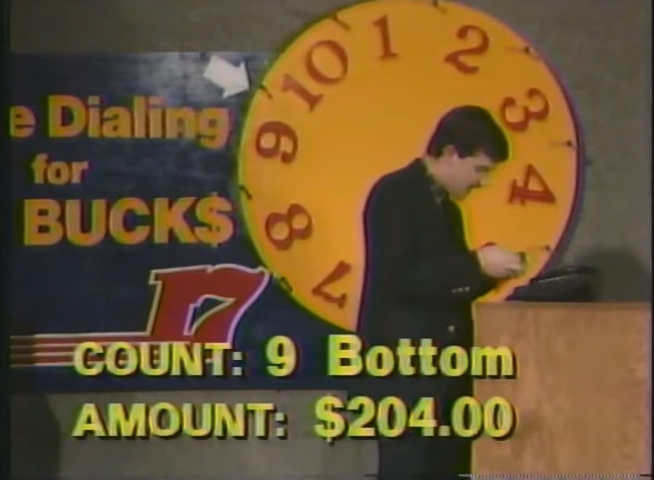 e Dialing
for
BUCK$
17
10
1
2
3
4
9
8
7
COUNT: 9 Bottom
AMOUNT: $204.00